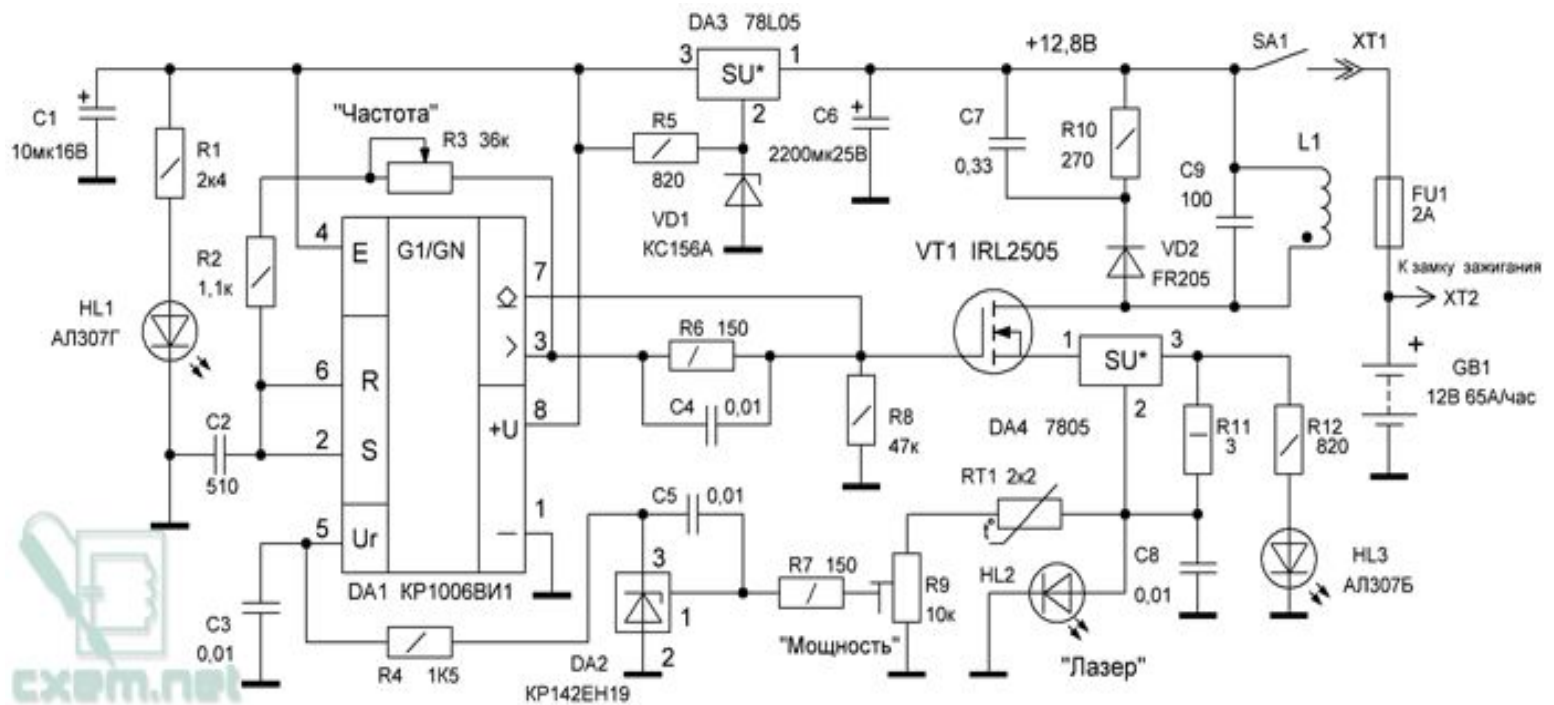 DA3 78L05
3
SU*
1
2
+12,8В
SA1
XT1
C1
+
10мк16В
R1
2к4
"Частота"
R3 36к
R5
820
C6
+
2200мк25В
C7
0,33
R10
270
C9
100
L1
FU1
2А
VD1
КС156А
R2
1,1к
4
E
G1/GN
7
VT1 IRL2505
VD2
FR205
К замку зажигания
XT2
HL1
АЛ307Г
R6 150
3
1
SU*
3
2
+
GB1
12В 65А/час
6
R
C4
0,01
8
+U
R8
47к
DA4 7805
R11
3
R12
820
C2
510
2
S
C5
0,01
RT1 2к2
t°
5
Ur
1
DA1 КР1006ВИ1
3
1
2
R7 150
R9
10к
HL2
C8
0,01
HL3
АЛ307Б
C3
0,01
R4 1К5
DA2
КР142ЕН19
"Мощность"
"Лазер"
cxem.net